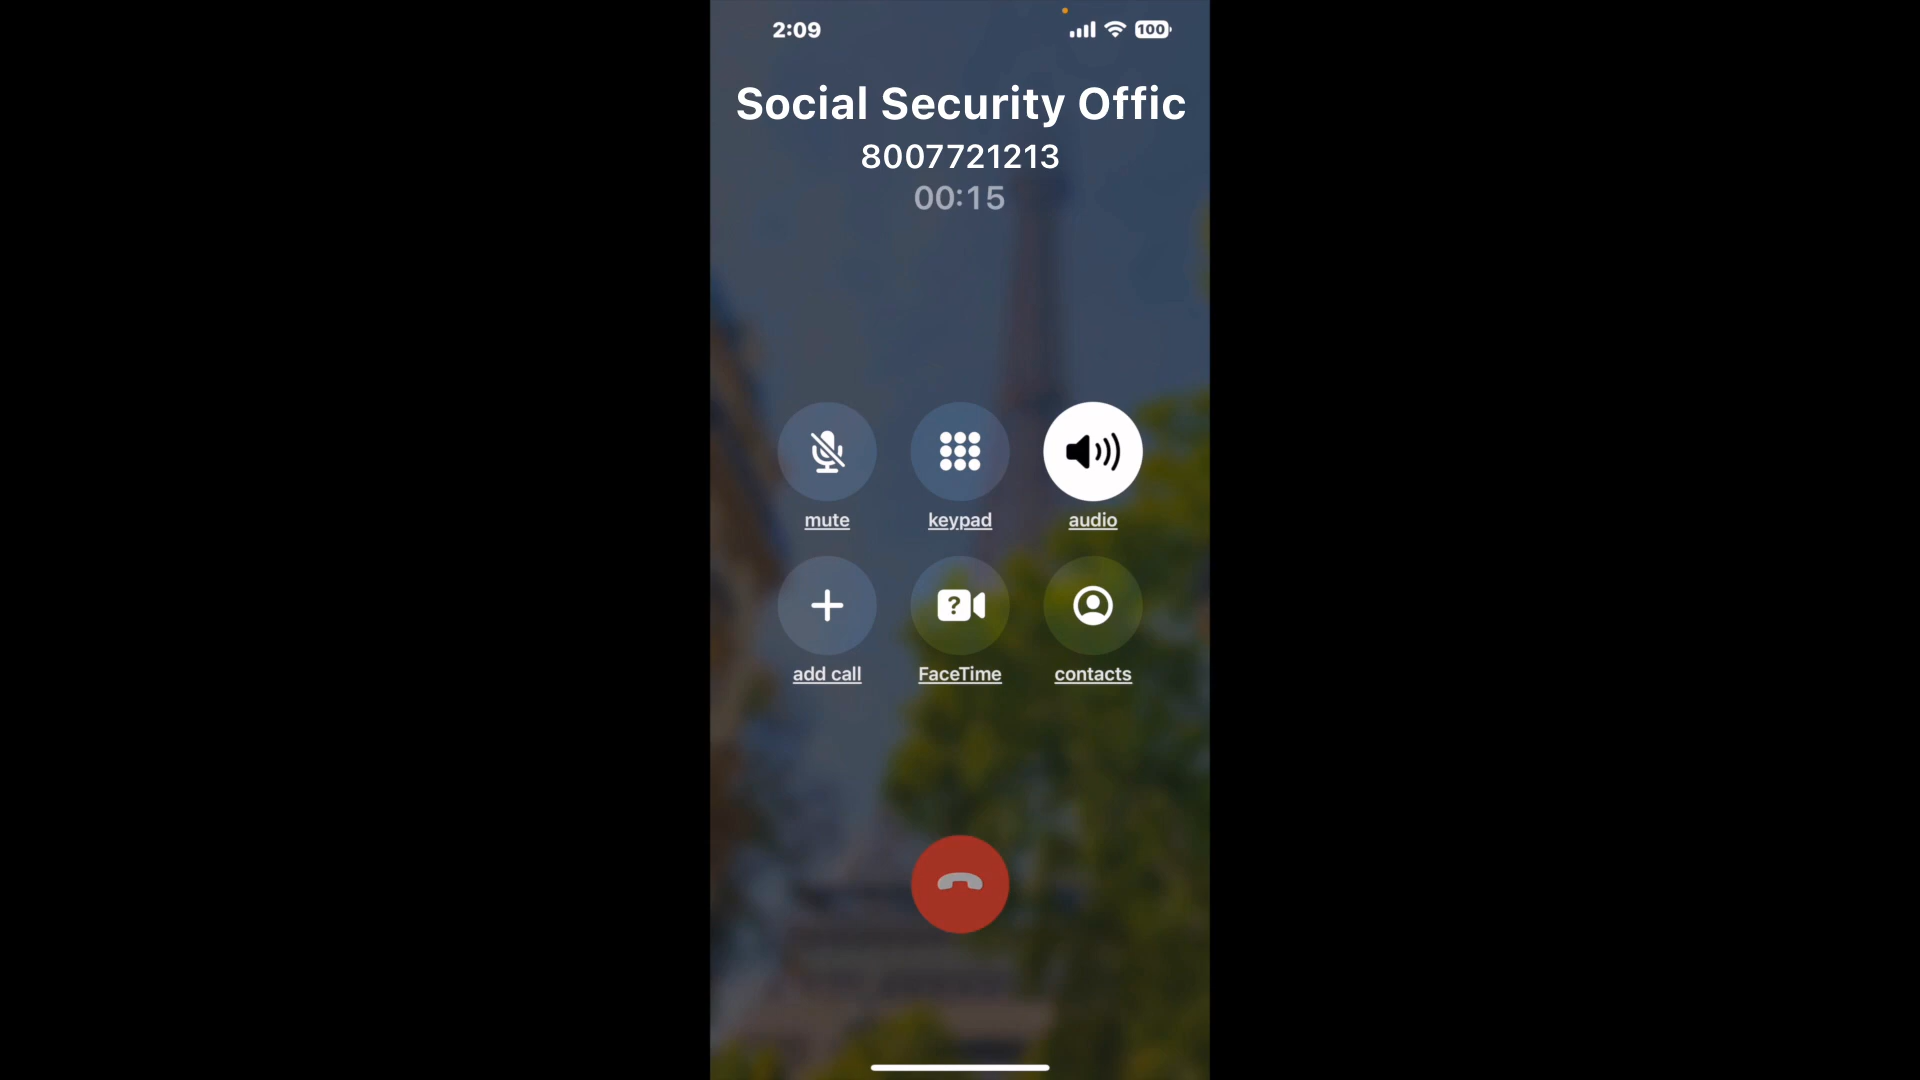 2:09
100
Social Security Offic
8007721213
00:15
mute
keypad
audio
?
add call
FaceTime
contacts